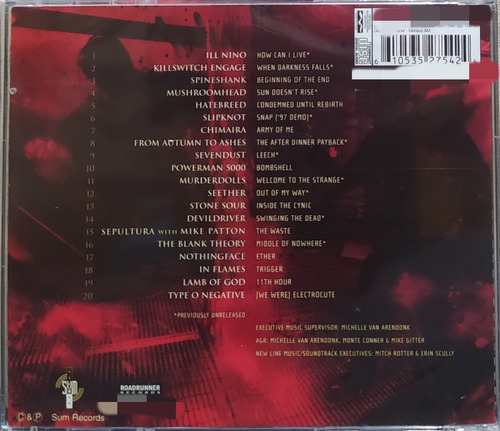 1 ILL NINO HOW CAN I LIVE*
2 KILLSWITCH ENGAGE WHEN DARKNESS FALLS*
3 SPINESHANK BEGINNING OF THE END
4 MUSHROOMHEAD SUN DOESN'T RISE*
5 HATEBREED CONDEMNED UNTIL REBIRTH
6 SLIPKNOT SNAP ('97 DEMO)*
7 CHIMAIRA ARMY OF ME
8 FROM AUTUMN TO ASHES THE AFTER DINNER PAYBACK*
9 SEVENDUST LEECH*
10 POWERMAN 5000 BOMBSHELL
11 MURDERDOLLS WELCOME TO THE STRANGE*
12 SEETHER OUT OF MY WAY*
13 STONE SOUR INSIDE THE CYNIC
14 DEVILDRIVER SWINGING THE DEAD*
15 SEPULTURA WITH MIKE PATTON THE WASTE
16 THE BLANK THEORY MIDDLE OF NOWHERE*
17 NOTHINGFACE ETHER
18 IN FLAMES TRIGGER
19 LAMB OF GOD 11TH HOUR
20 TYPE O NEGATIVE (WE WERE) ELECTROCUTE
*PREVIOUSLY UNRELEASED
EXECUTIVE MUSIC SUPERVISOR: MICHELLE VAN ARENDONK
A&R: MICHELLE VAN ARENDONK, MONTE CONNER & MIKE GITTER
NEW LINE MUSIC/SOUNDTRACK EXECUTIVES: MITCH ROTTER & ERIN SCULLY
6 10535 27542
SUM
ROADRUNNER
RECORDS
© & ℗ Sum Records